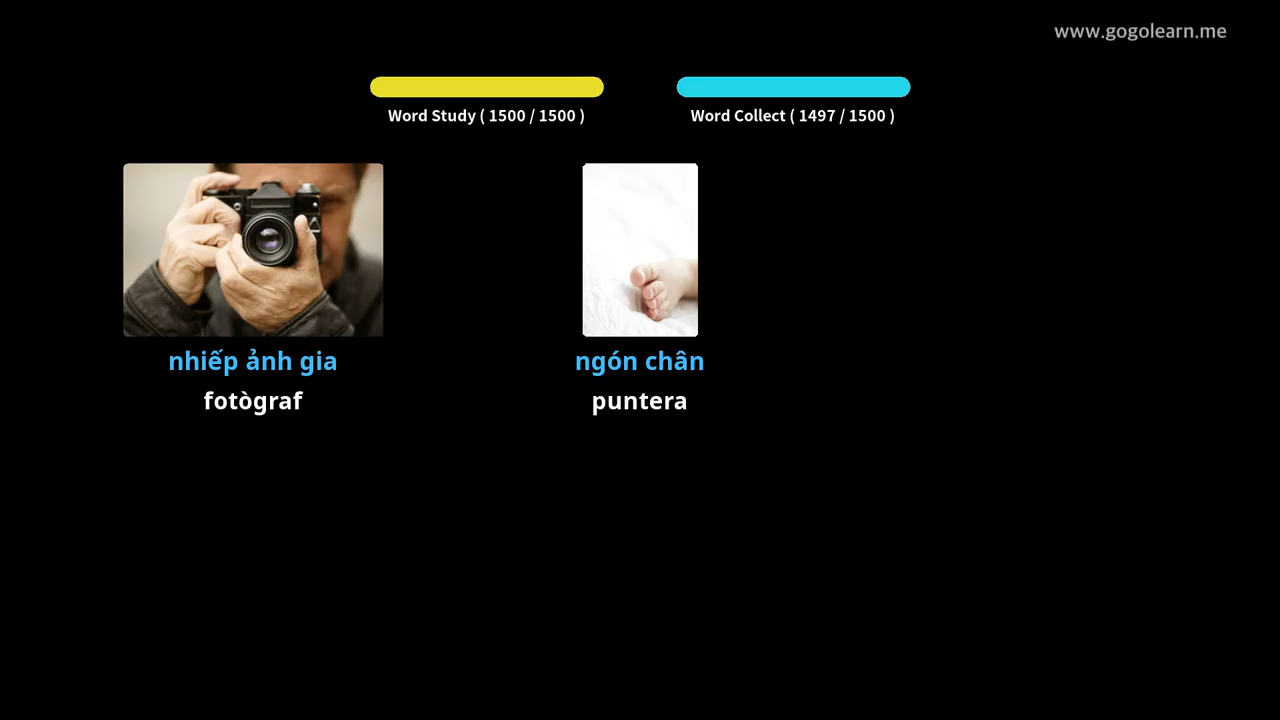 www.gogolearn.me
Word Study ( 1500 / 1500 )
Word Collect ( 1497 / 1500 )
nhiếp ảnh gia
fotògraf
ngón chân
puntera